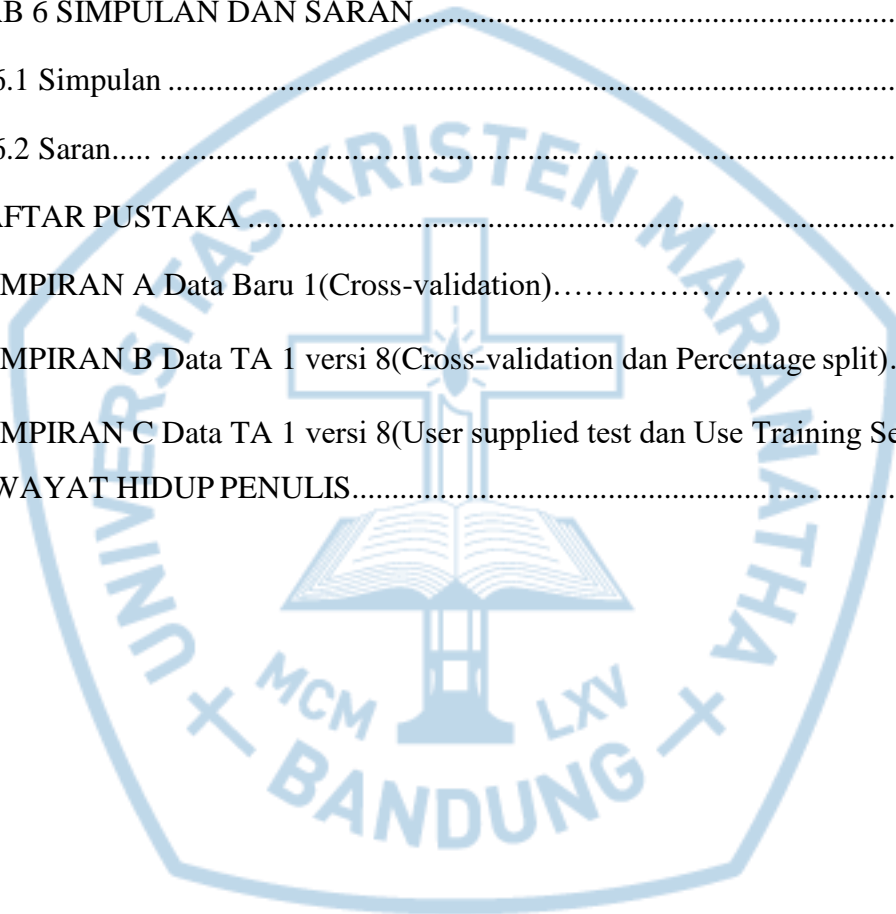 AB 6 SIMPULAN DAN SARAN................................................................
6.1 Simpulan ................................................................................................
6.2 Saran..... ................................................................................................
AFTAR PUSTAKA ....................................................................................
MPIRAN A Data Baru 1(Cross-validation)……………………………
MPIRAN B Data TA 1 versi 8(Cross-validation dan Percentage split).
MPIRAN C Data TA 1 versi 8(User supplied test dan Use Training Se
WAYAT HIDUP PENULIS.......................................................................
UNIVERSITAS KRISTEN MARANATHA
MCM LXV
BANDUNG